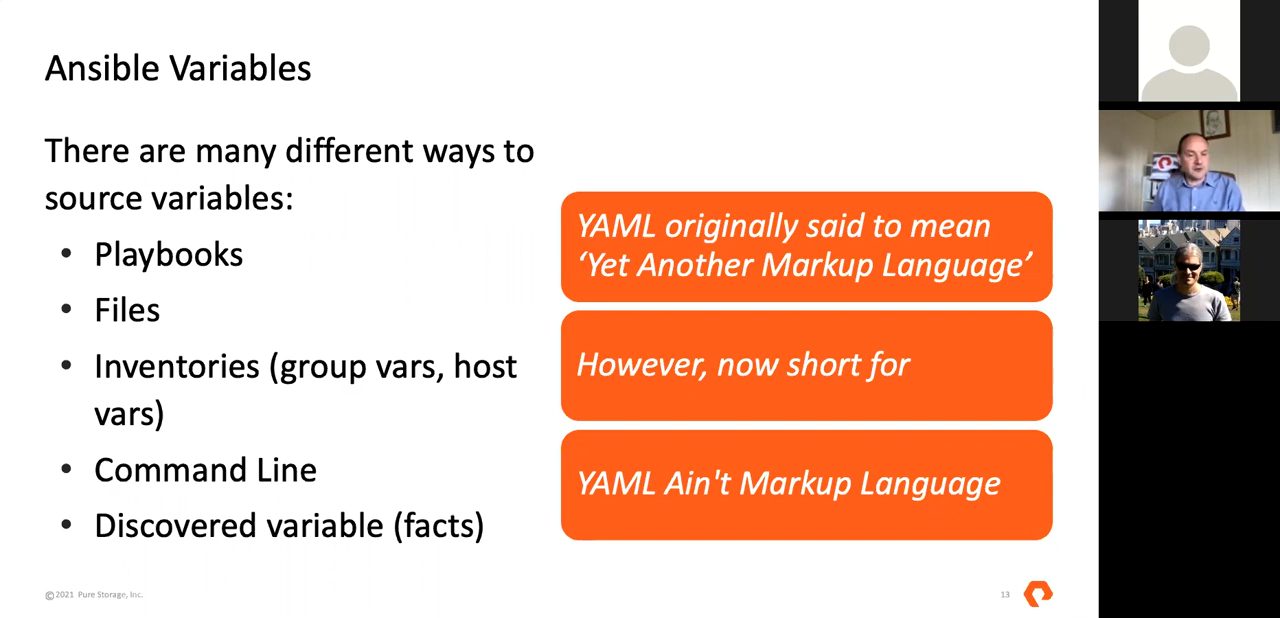 Ansible Variables
There are many different ways to
source variables:
• Playbooks
• Files
• Inventories (group vars, host
vars)
• Command Line
• Discovered variable (facts)
YAML originally said to mean
‘Yet Another Markup Language’
However, now short for
YAML Ain't Markup Language
©2021 Pure Storage, Inc.
13